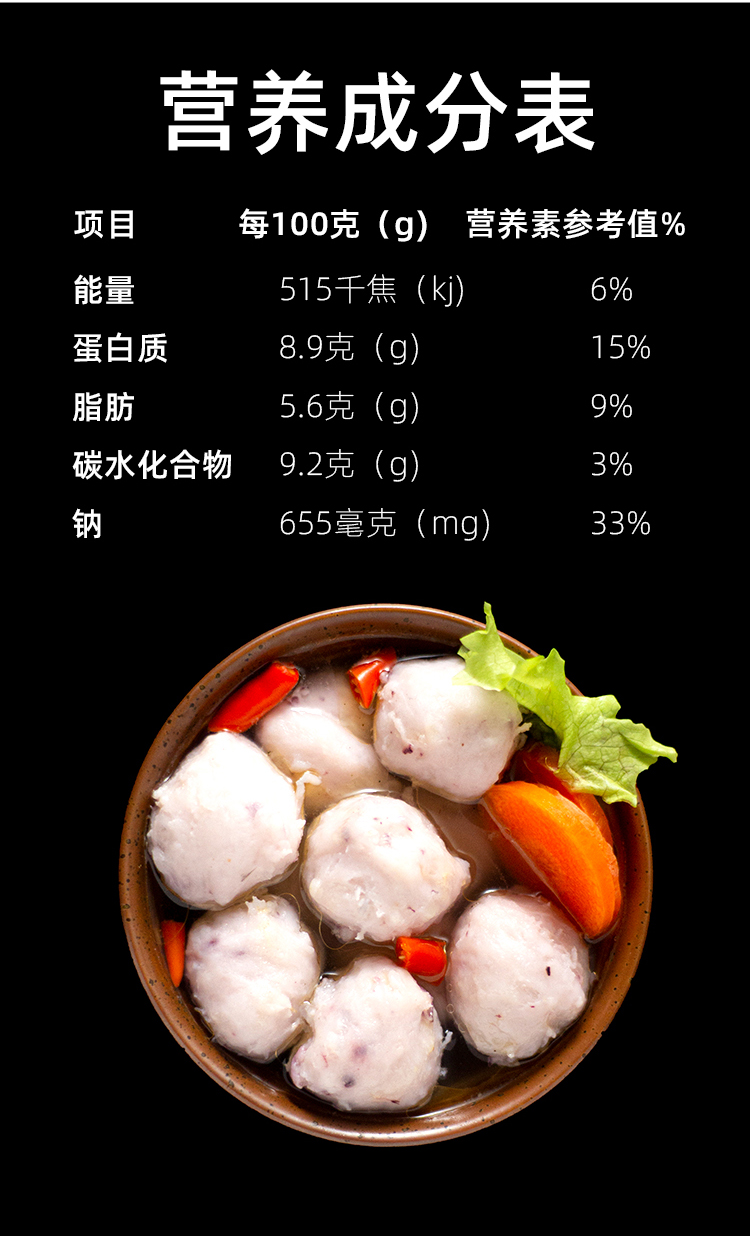 营养成分表
项目 每100克（g） 营养素参考值%
能量 515千焦（kj） 6%
蛋白质 8.9克（g） 15%
脂肪 5.6克（g） 9%
碳水化合物 9.2克（g） 3%
钠 655毫克（mg） 33%